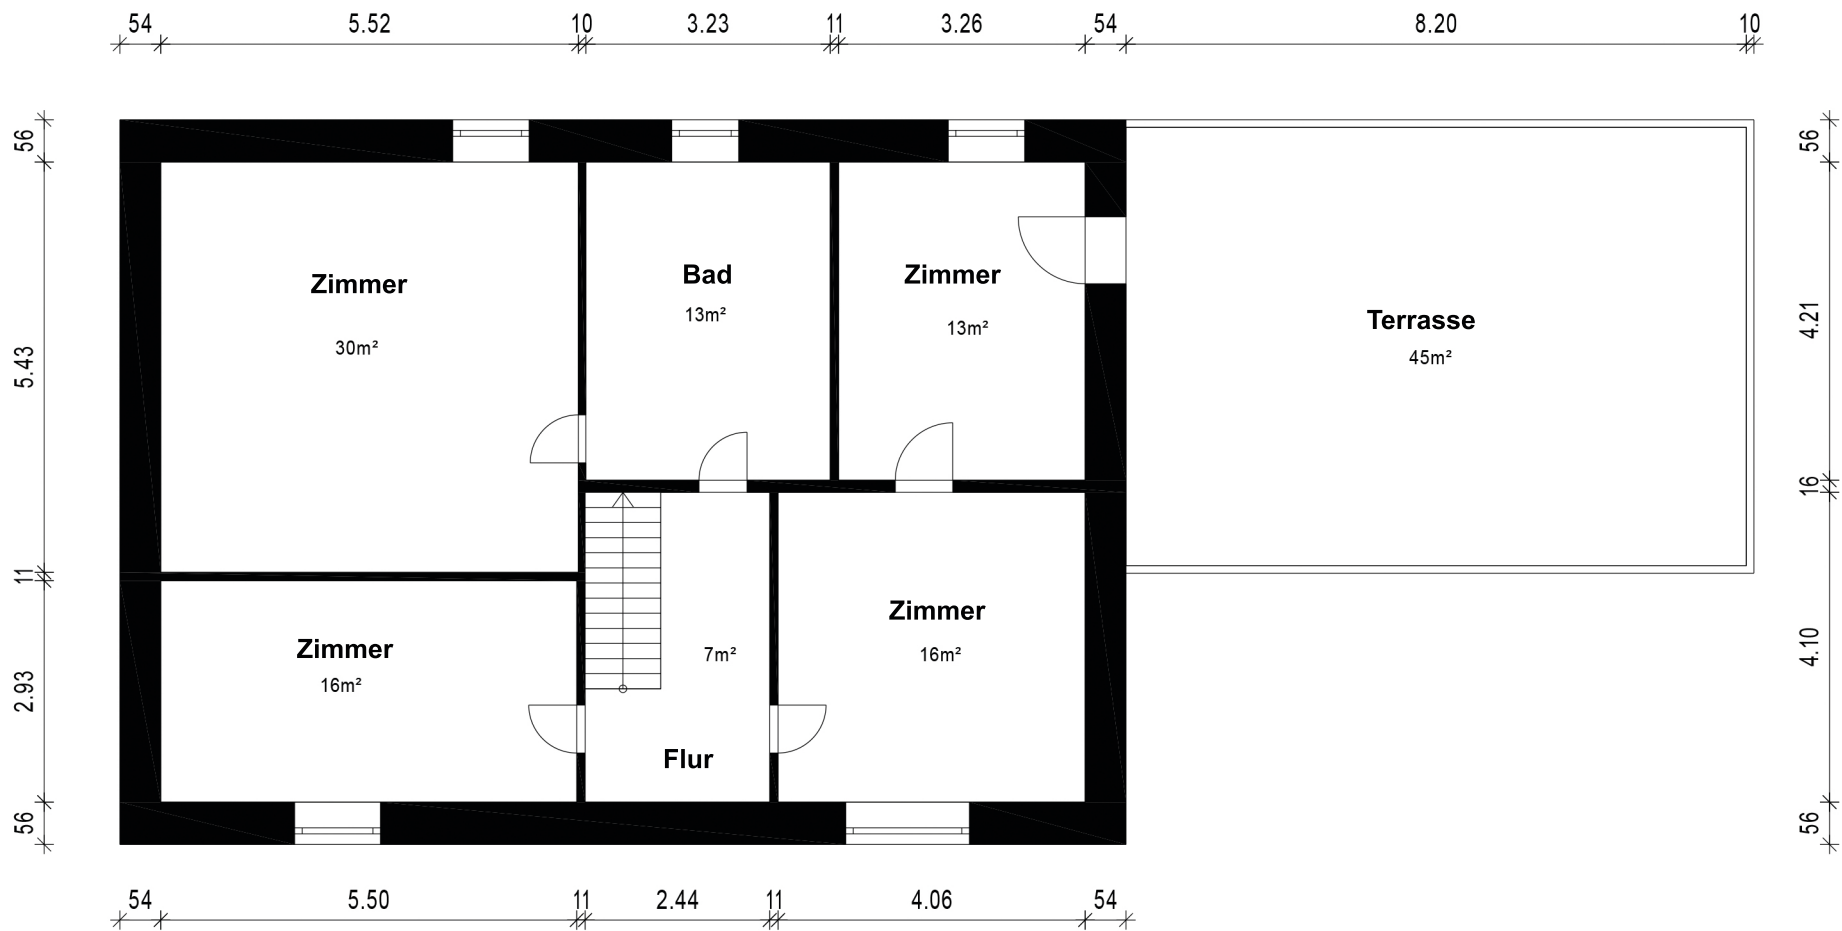 54 5.52 10 3.23 11 3.26 54 8.20 10
56
56
Zimmer
30m²
Bad
13m²
Zimmer
13m²
Terrasse
45m²
5.43
4.21
16
11
Zimmer
16m²
7m²
Flur
Zimmer
16m²
2.93
4.10
56
56
54 5.50 11 2.44 11 4.06 54